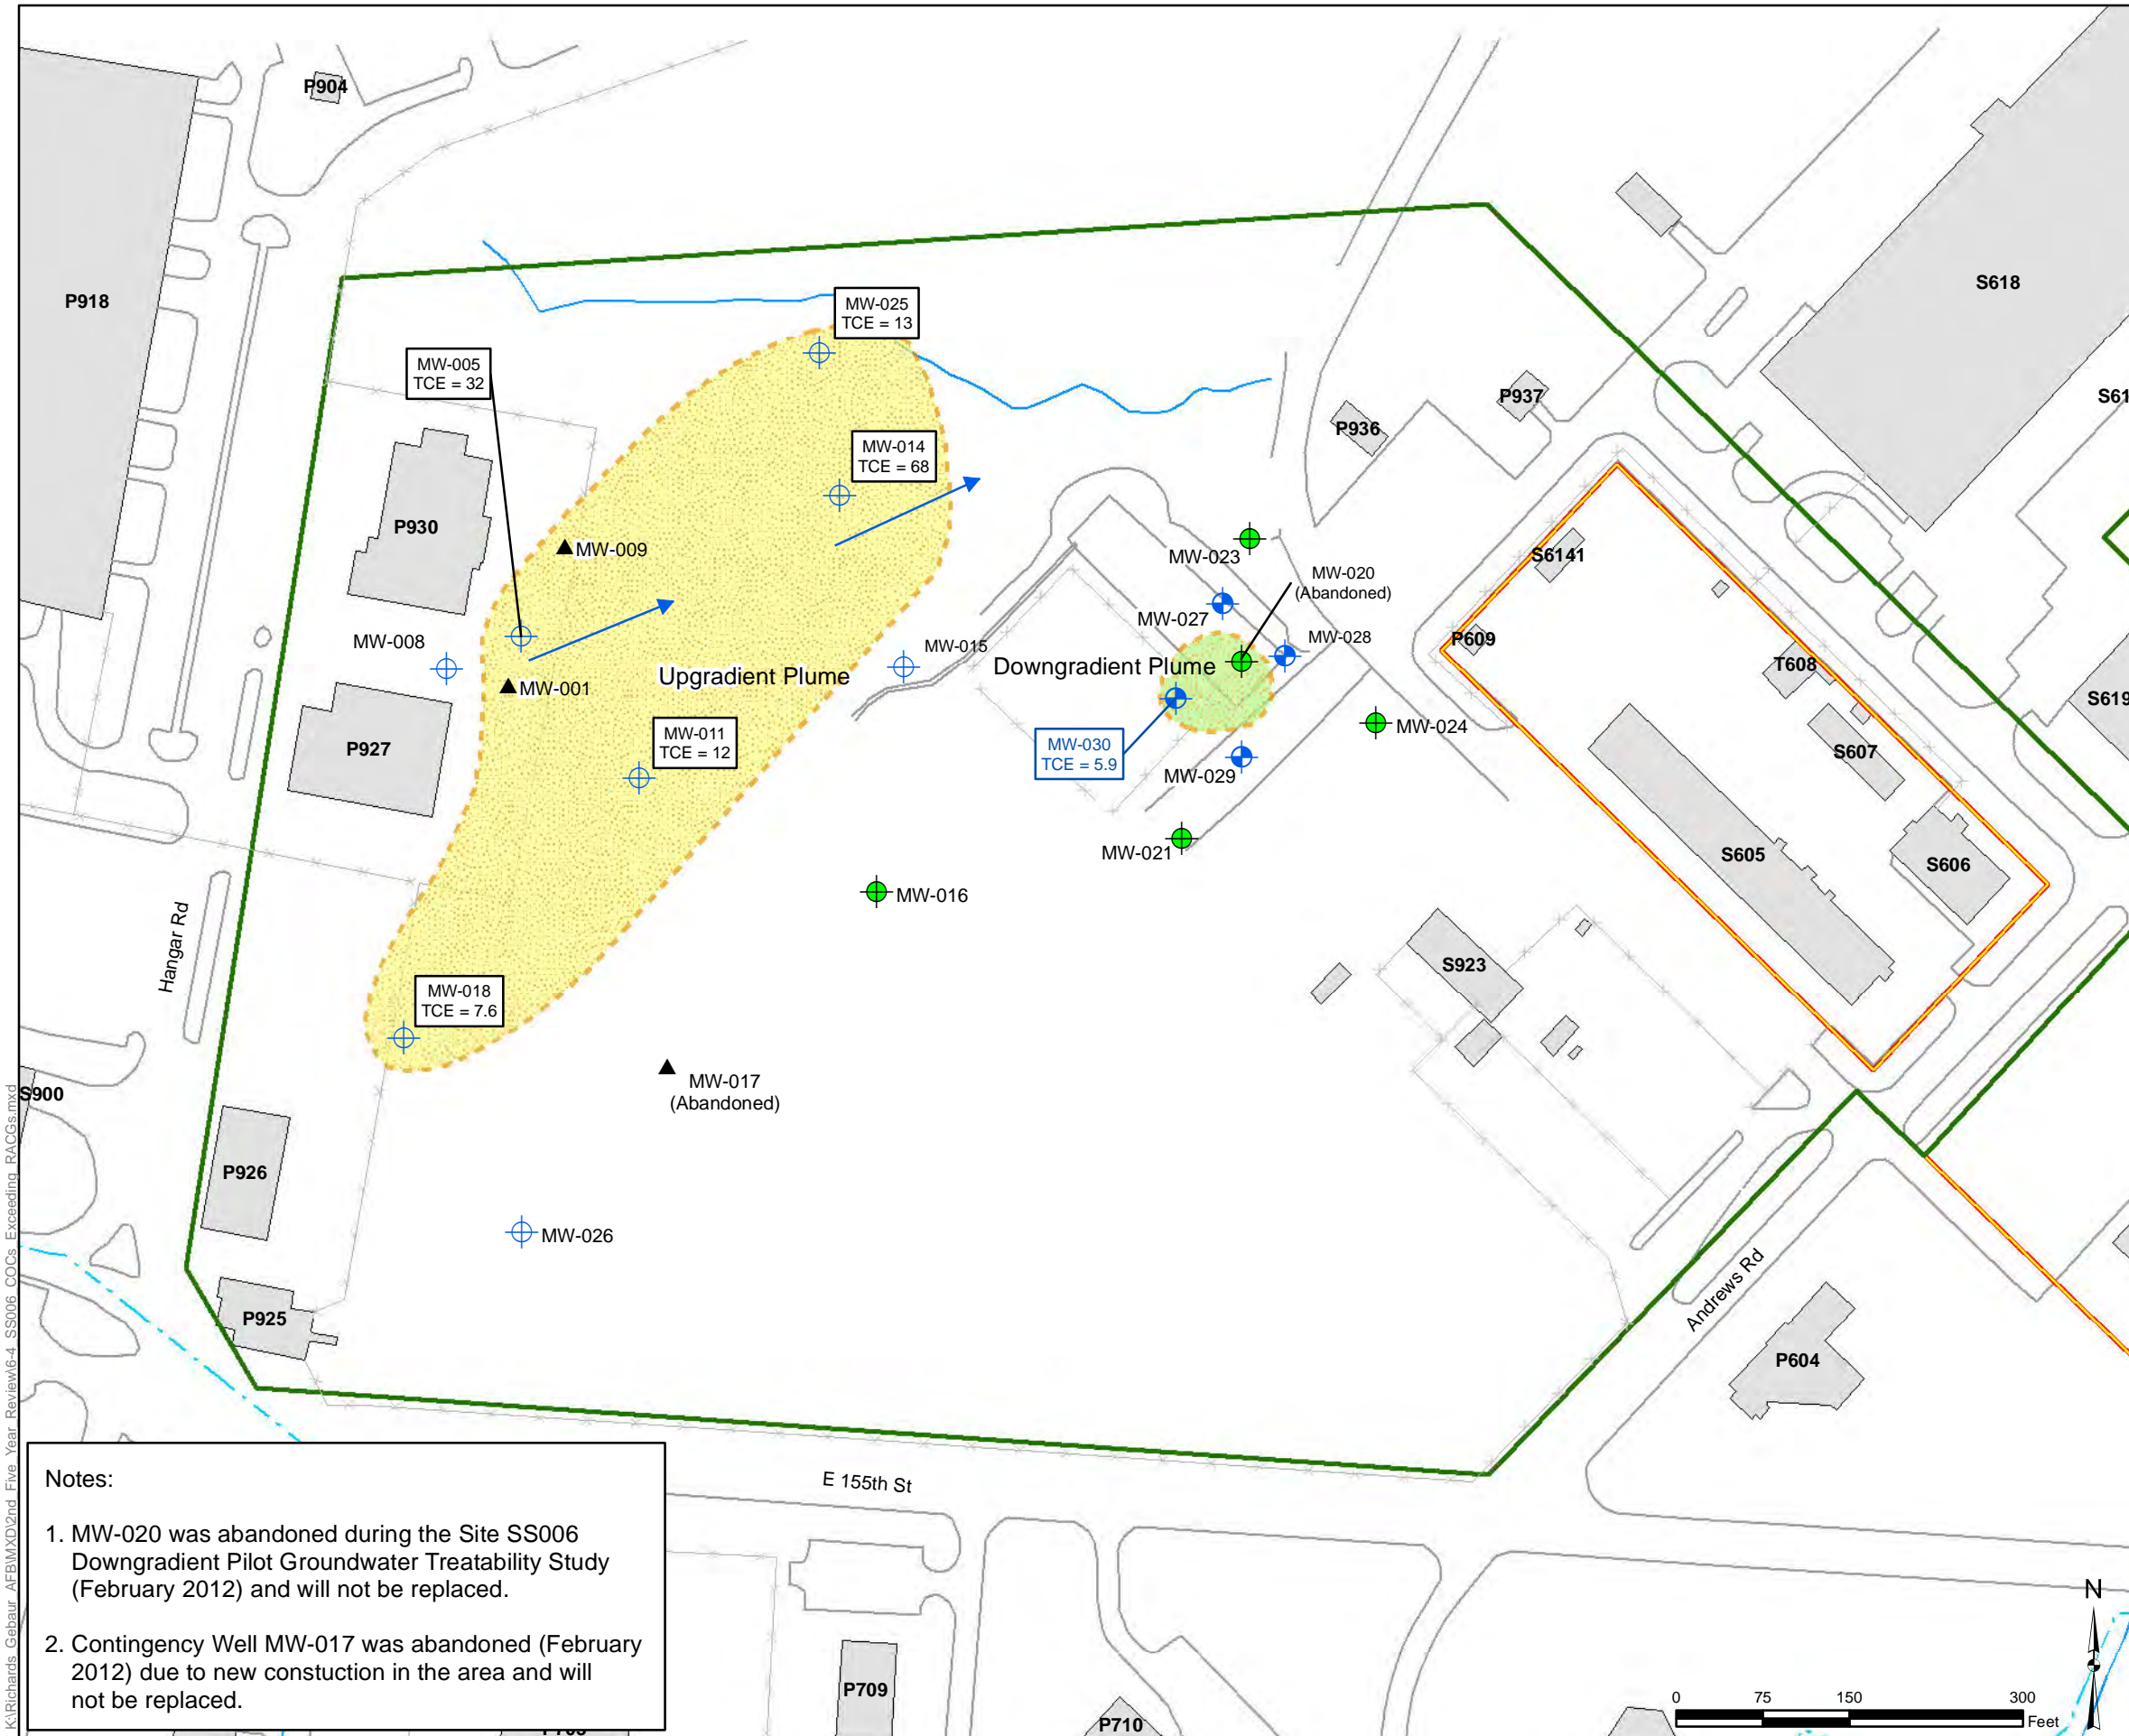 P904
P918
MW-025
TCE = 13
S618
MW-005
TCE = 32
P937
P936
MW-014
TCE = 68
P930
MW-009
MW-023
MW-020
(Abandoned)
S6141
MW-027
MW-008
MW-015
MW-028
P609
T608
Upgradient Plume
Downgradient Plume
MW-001
S619
MW-011
TCE = 12
P927
MW-030
TCE = 5.9
MW-024
S607
MW-029
MW-021
S605
S606
MW-016
Hangar Rd
S923
MW-018
TCE = 7.6
MW-017
(Abandoned)
S900
P926
MW-026
P925
Andrews Rd
P604
E 155th St
Notes:
1. MW-020 was abandoned during the Site SS006
Downgradient Pilot Groundwater Treatability Study
(February 2012) and will not be replaced.
2. Contingency Well MW-017 was abandoned (February
2012) due to new constuction in the area and will
not be replaced.
P709
P710
N
0 75 150 300
Feet
K:\Richards_Gebaur_AFB\MXD\2nd_Five_Year_Review\6-4_SS006_COCs_Exceeding_RACGs.mxd